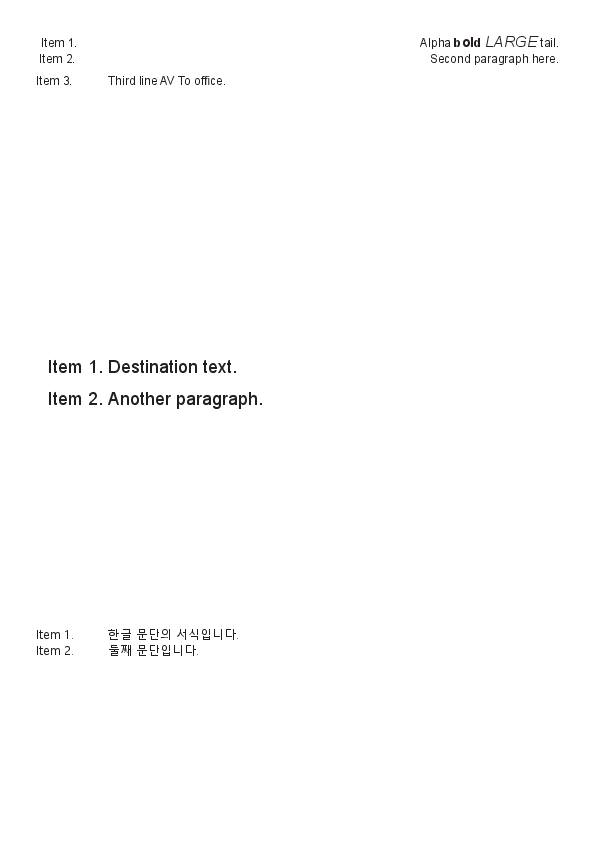 Item 1. Alpha bold LARGE tail.
Item 2. Second paragraph here.
Item 3. Third line AV To office.
Item 1. Destination text.
Item 2. Another paragraph.
Item 1. 한글 문단의 서식입니다.
Item 2. 둘째 문단입니다.